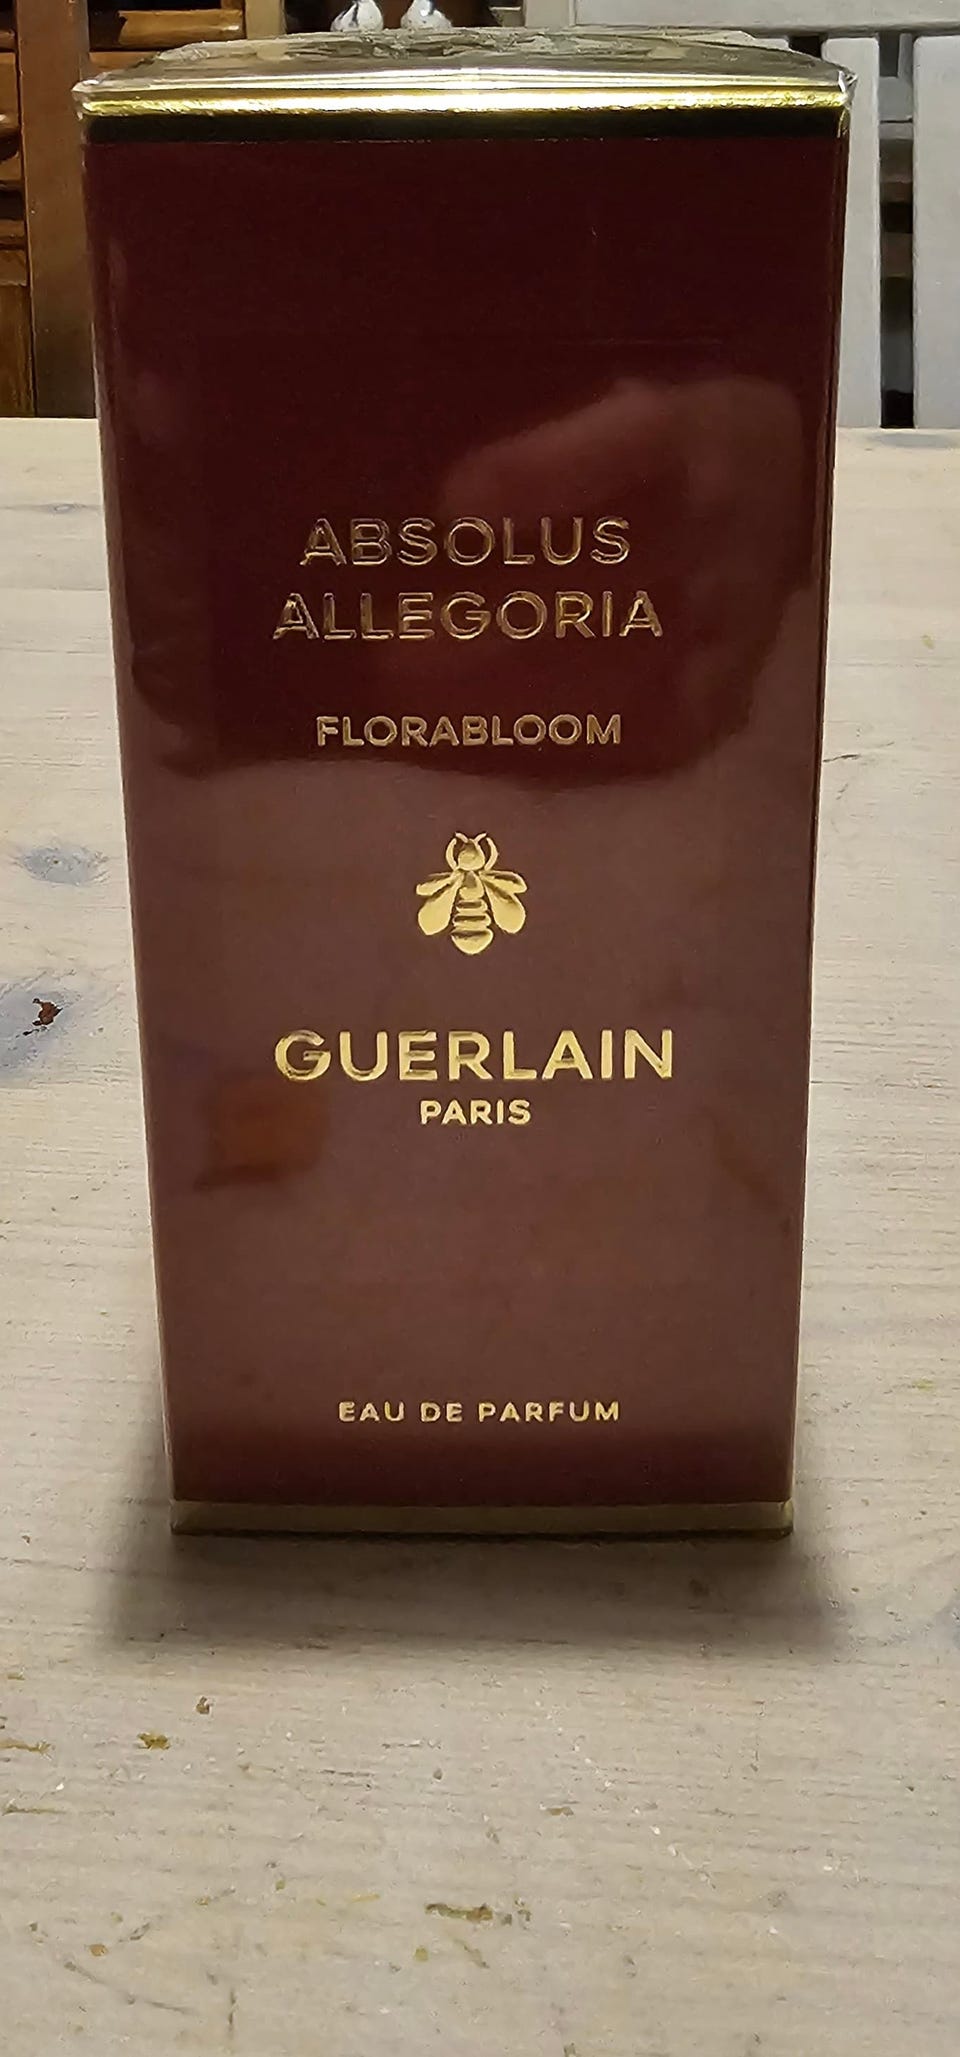 ABSOLUS
ALLEGORIA
FLORABLOOM
GUERLAIN
PARIS
EAU DE PARFUM